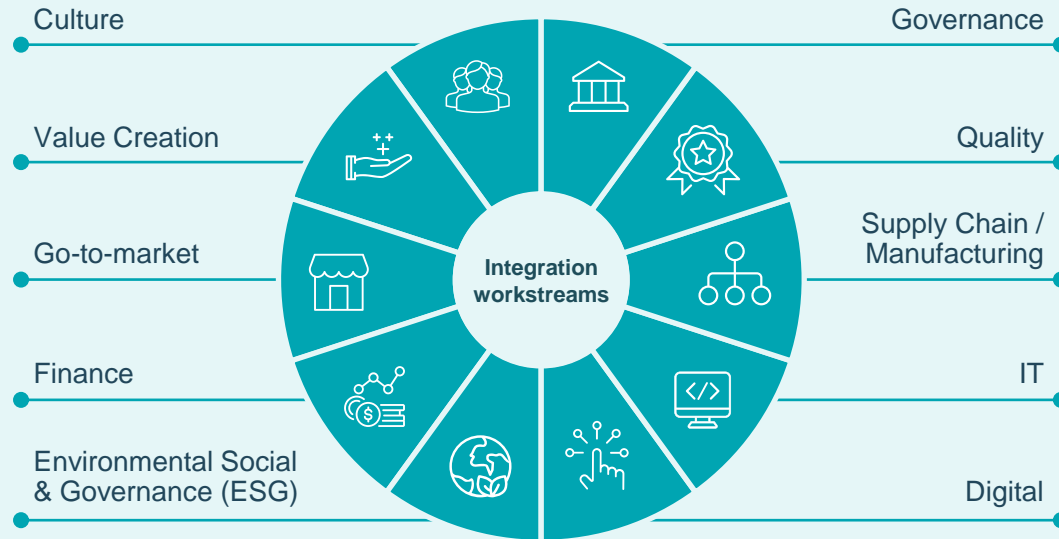 Culture
Governance
Value Creation
Quality
Go-to-market
Supply Chain /
Manufacturing
Integration
workstreams
Finance
IT
Environmental Social
& Governance (ESG)
Digital